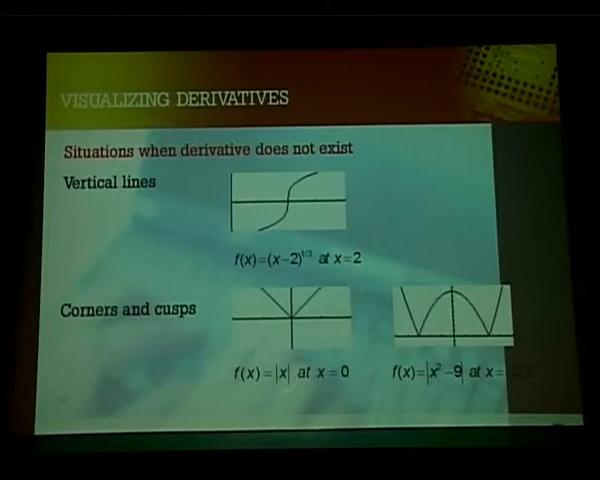 VISUALIZING DERIVATIVES
Situations when derivative does not exist
Vertical lines
f(x)=(x-2)^1/3 at x=2
Corners and cusps
f(x)=|x| at x=0
f(x)=|x²-9| at x=